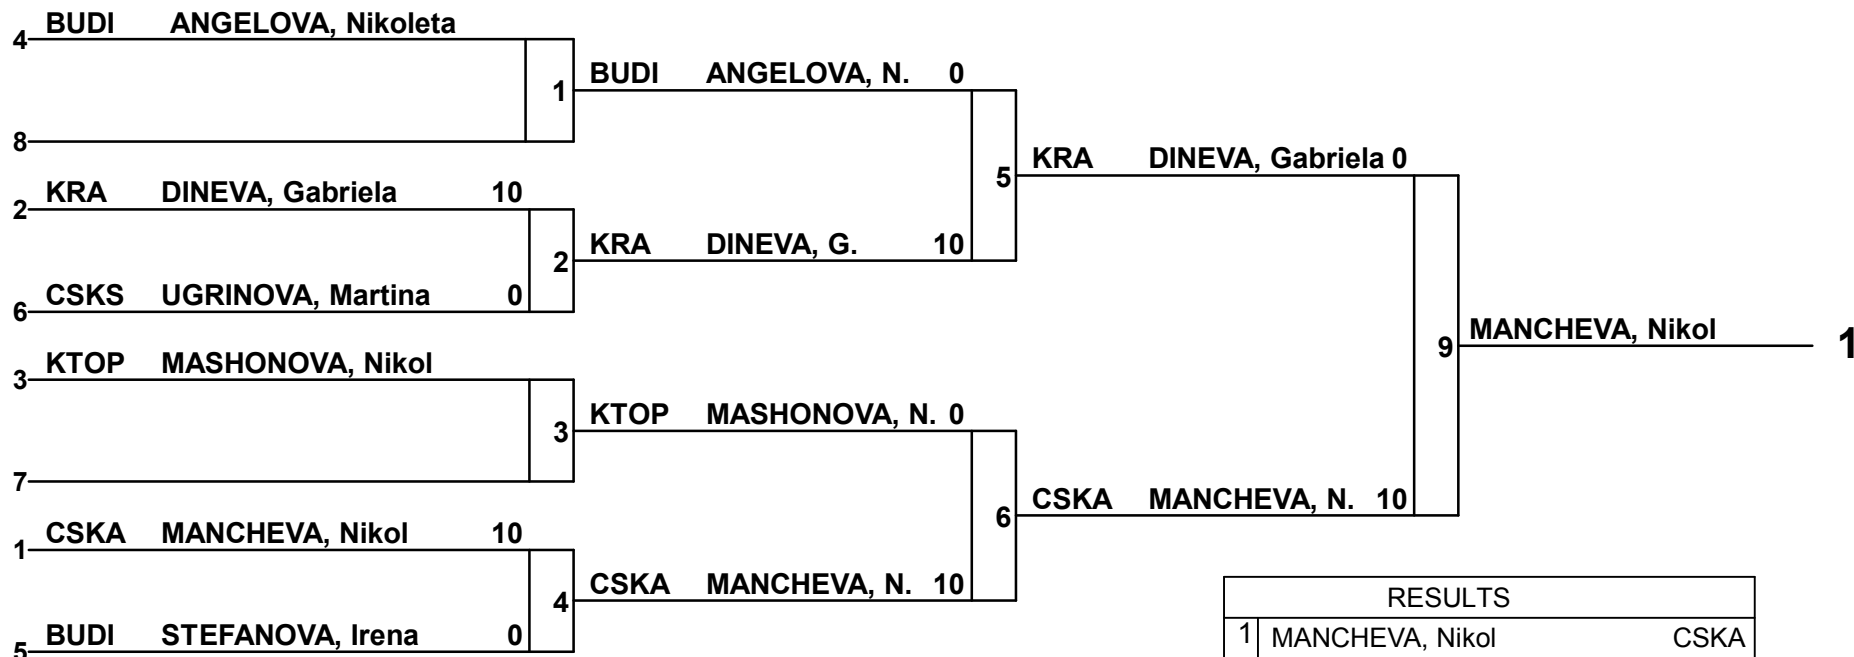 4 BUDI ANGELOVA, Nikoleta
1 BUDI ANGELOVA, N. 0
8
5 KRA DINEVA, Gabriela 0
2 KRA DINEVA, Gabriela 10
2 KRA DINEVA, G. 10
6 CSKS UGRINOVA, Martina 0
9 MANCHEVA, Nikol 1
3 KTOP MASHONOVA, Nikol
3 KTOP MASHONOVA, N. 0
7
6 CSKA MANCHEVA, N. 10
1 CSKA MANCHEVA, Nikol 10
4 CSKA MANCHEVA, N. 10
5 BUDI STEFANOVA, Irena 0
RESULTS
1 MANCHEVA, Nikol CSKA